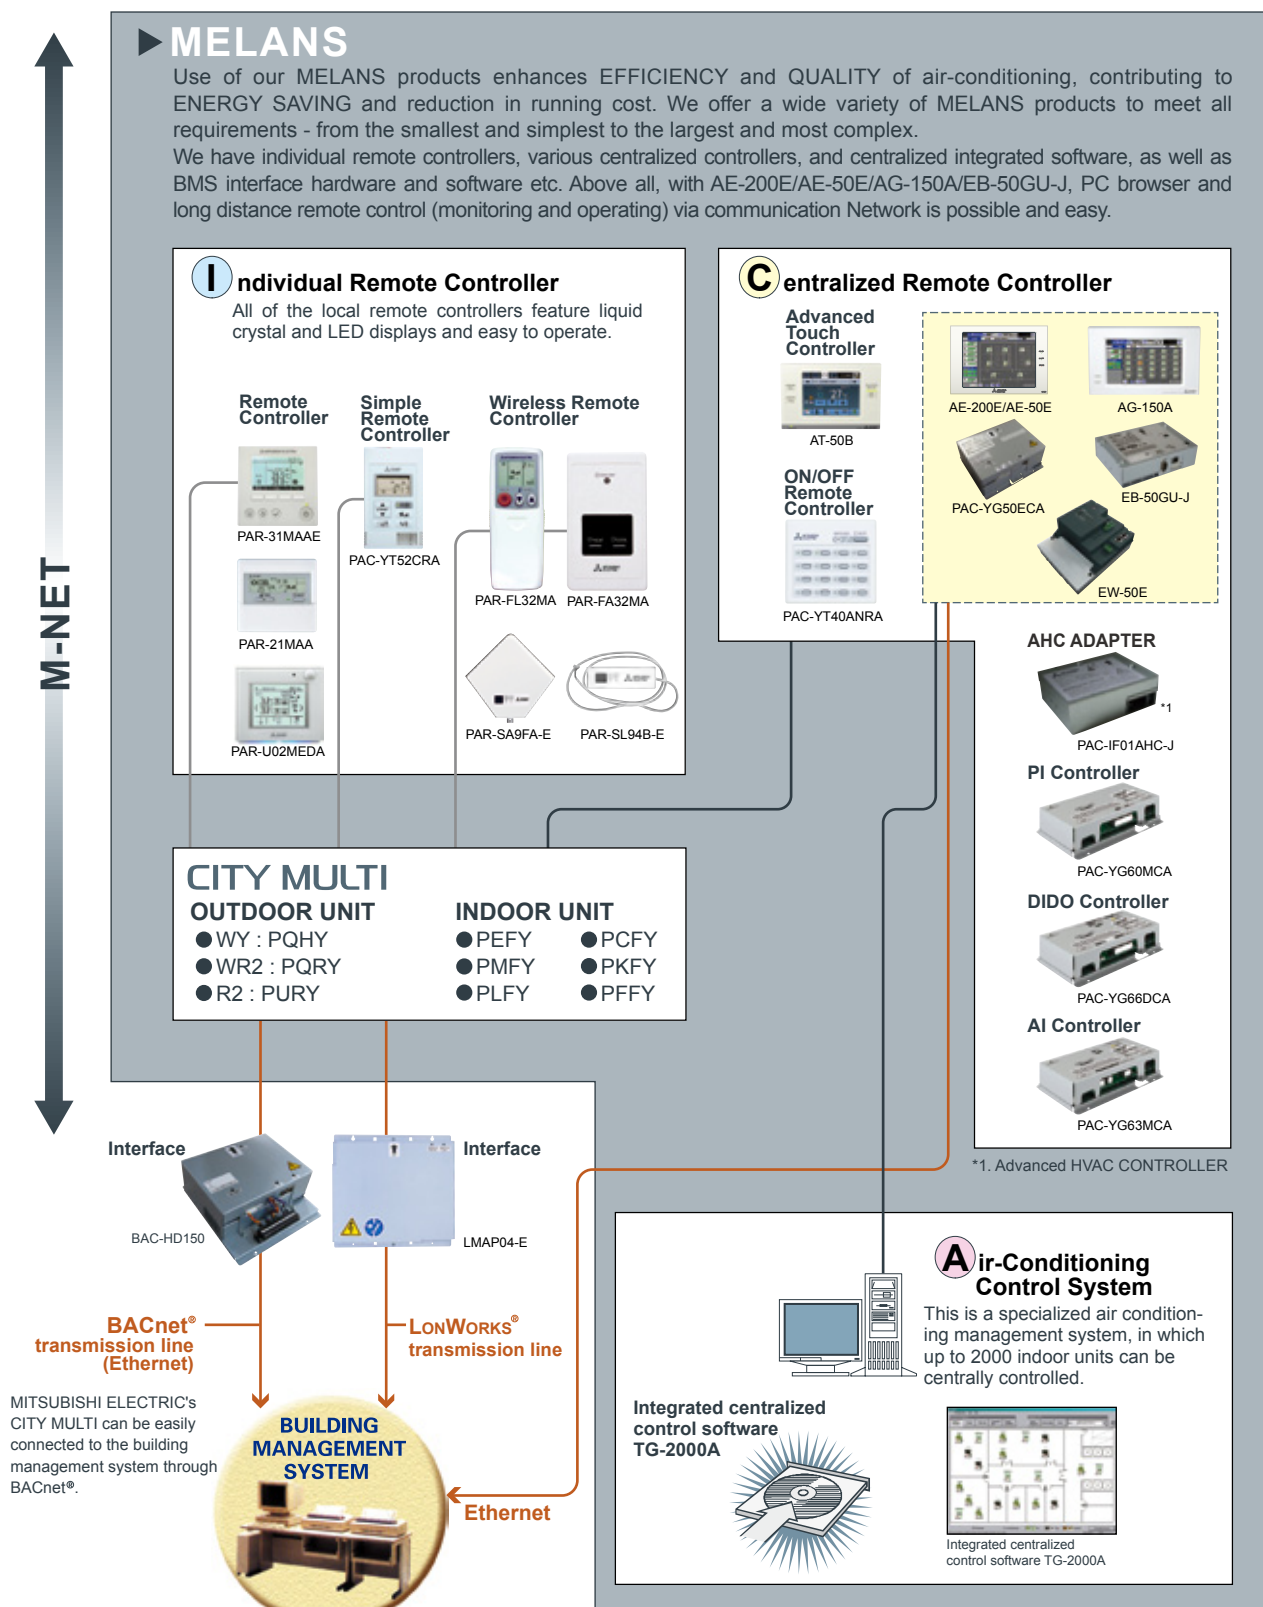 MELANS
Use of our MELANS products enhances EFFICIENCY and QUALITY of air-conditioning, contributing to
ENERGY SAVING and reduction in running cost. We offer a wide variety of MELANS products to meet all
requirements - from the smallest and simplest to the largest and most complex.
We have individual remote controllers, various centralized controllers, and centralized integrated software, as well as
BMS interface hardware and software etc. Above all, with AE-200E/AE-50E/AG-150A/EB-50GU-J, PC browser and
long distance remote control (monitoring and operating) via communication Network is possible and easy.
M-NET
Individual Remote Controller
All of the local remote controllers feature liquid
crystal and LED displays and easy to operate.
Remote
Controller
PAR-31MAAE
PAR-21MAA
PAR-U02MEDA
Simple
Remote
Controller
PAC-YT52CRA
Wireless Remote
Controller
PAR-FL32MA
PAR-FA32MA
PAR-SA9FA-E
PAR-SL94B-E
Centralized Remote Controller
Advanced
Touch
Controller
AT-50B
ON/OFF
Remote
Controller
PAC-YT40ANRA
AE-200E/AE-50E
AG-150A
PAC-YG50ECA
EB-50GU-J
EW-50E
AHC ADAPTER
*1
PAC-IF01AHC-J
PI Controller
PAC-YG60MCA
DIDO Controller
PAC-YG66DCA
AI Controller
PAC-YG63MCA
*1. Advanced HVAC CONTROLLER
CITY MULTI
OUTDOOR UNIT
●WY : PQHY
●WR2 : PQRY
●R2 : PURY
INDOOR UNIT
●PEFY ●PCFY
●PMFY ●PKFY
●PLFY ●PFFY
Interface
BAC-HD150
Interface
LMAP04-E
BACnet®
transmission line
(Ethernet)
LONWORKS®
transmission line
MITSUBISHI ELECTRIC's
CITY MULTI can be easily
connected to the building
management system through
BACnet®.
BUILDING
MANAGEMENT
SYSTEM
Ethernet
Air-Conditioning
Control System
This is a specialized air condition-
ing management system, in which
up to 2000 indoor units can be
centrally controlled.
Integrated centralized
control software
TG-2000A
Integrated centralized
control software TG-2000A